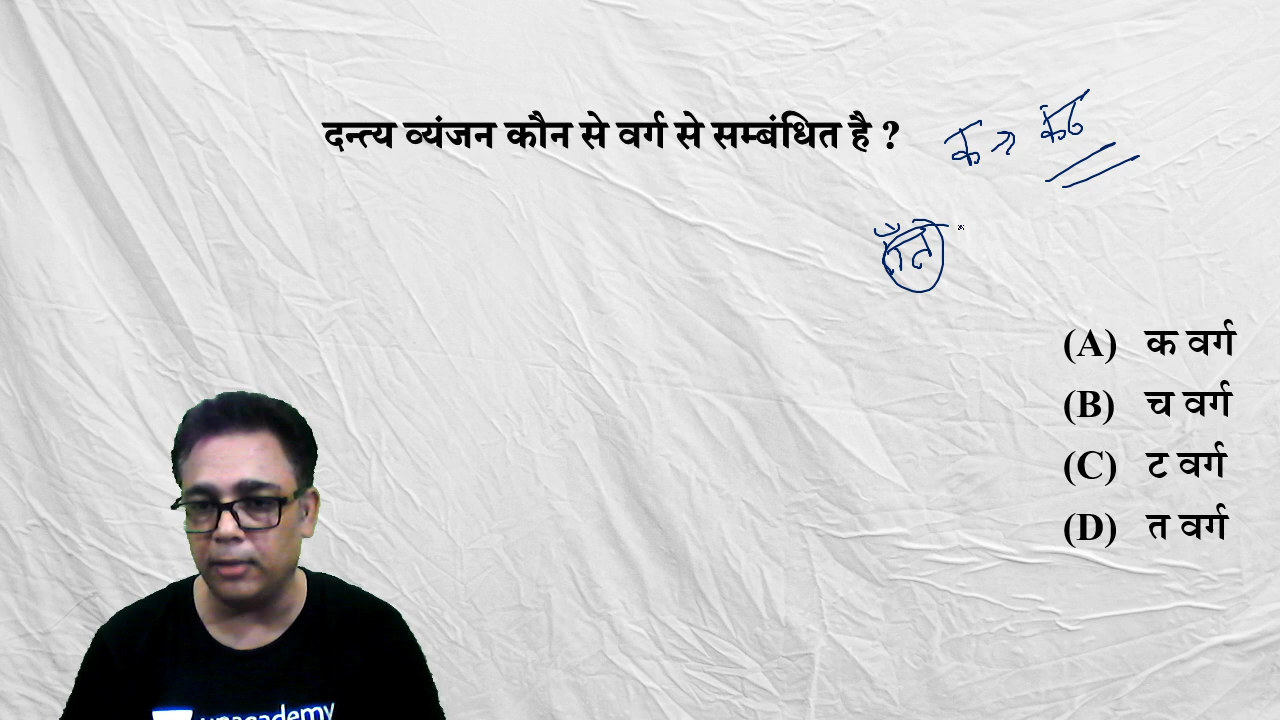 दन्त्य व्यंजन कौन से वर्ग से सम्बंधित है ?
क → कंठ
(A) क वर्ग
(B) च वर्ग
(C) ट वर्ग
(D) त वर्ग
unacademy